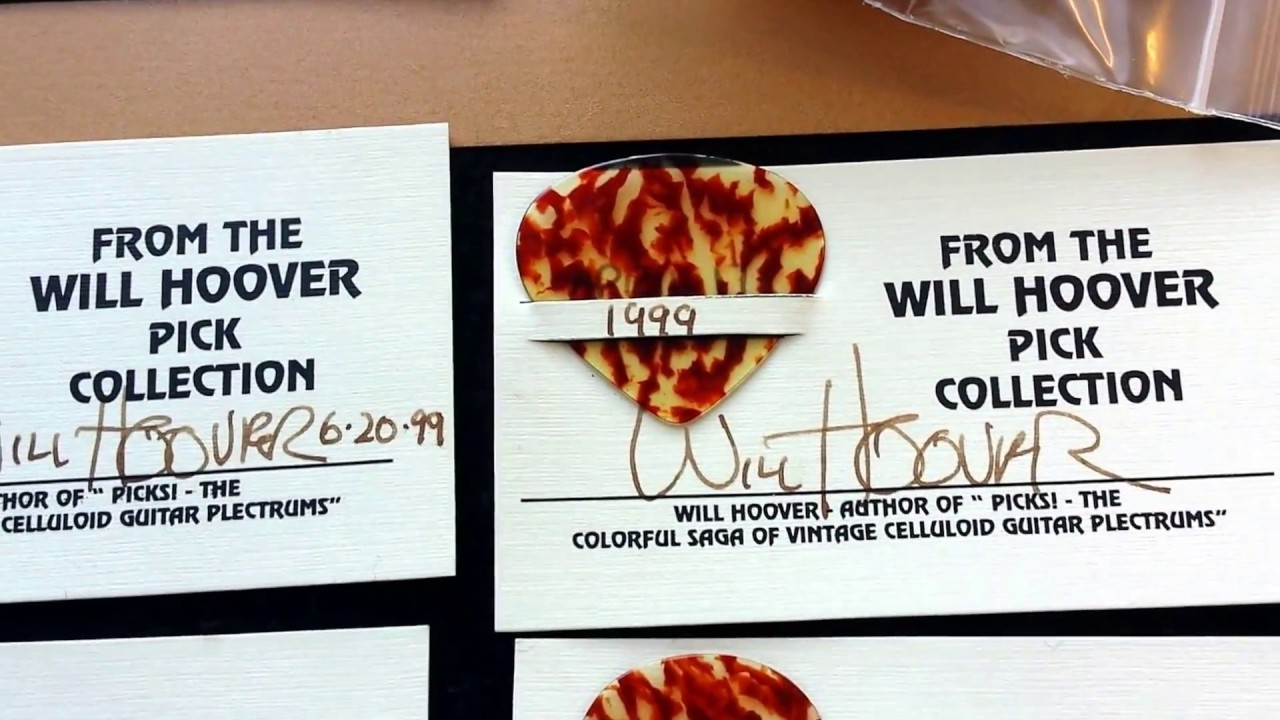 FROM THE
WILL HOOVER
PICK
COLLECTION
WILL HOOVER 6·20·99
HOR OF “ PICKS! - THE
CELLULOID GUITAR PLECTRUMS”
1999
FROM THE
WILL HOOVER
PICK
COLLECTION
Will HOOVER
WILL HOOVER - AUTHOR OF “ PICKS! - THE
COLORFUL SAGA OF VINTAGE CELLULOID GUITAR PLECTRUMS”